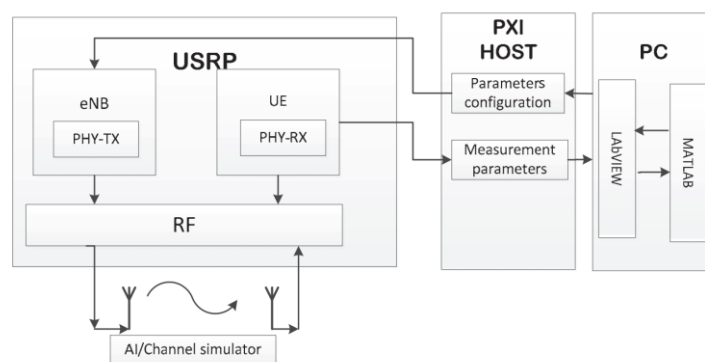 USRP
eNB
PHY-TX
UE
PHY-RX
RF
AI/Channel simulator
PXI
HOST
Parameters
configuration
Measurement
parameters
PC
LAbVIEW
MATLAB